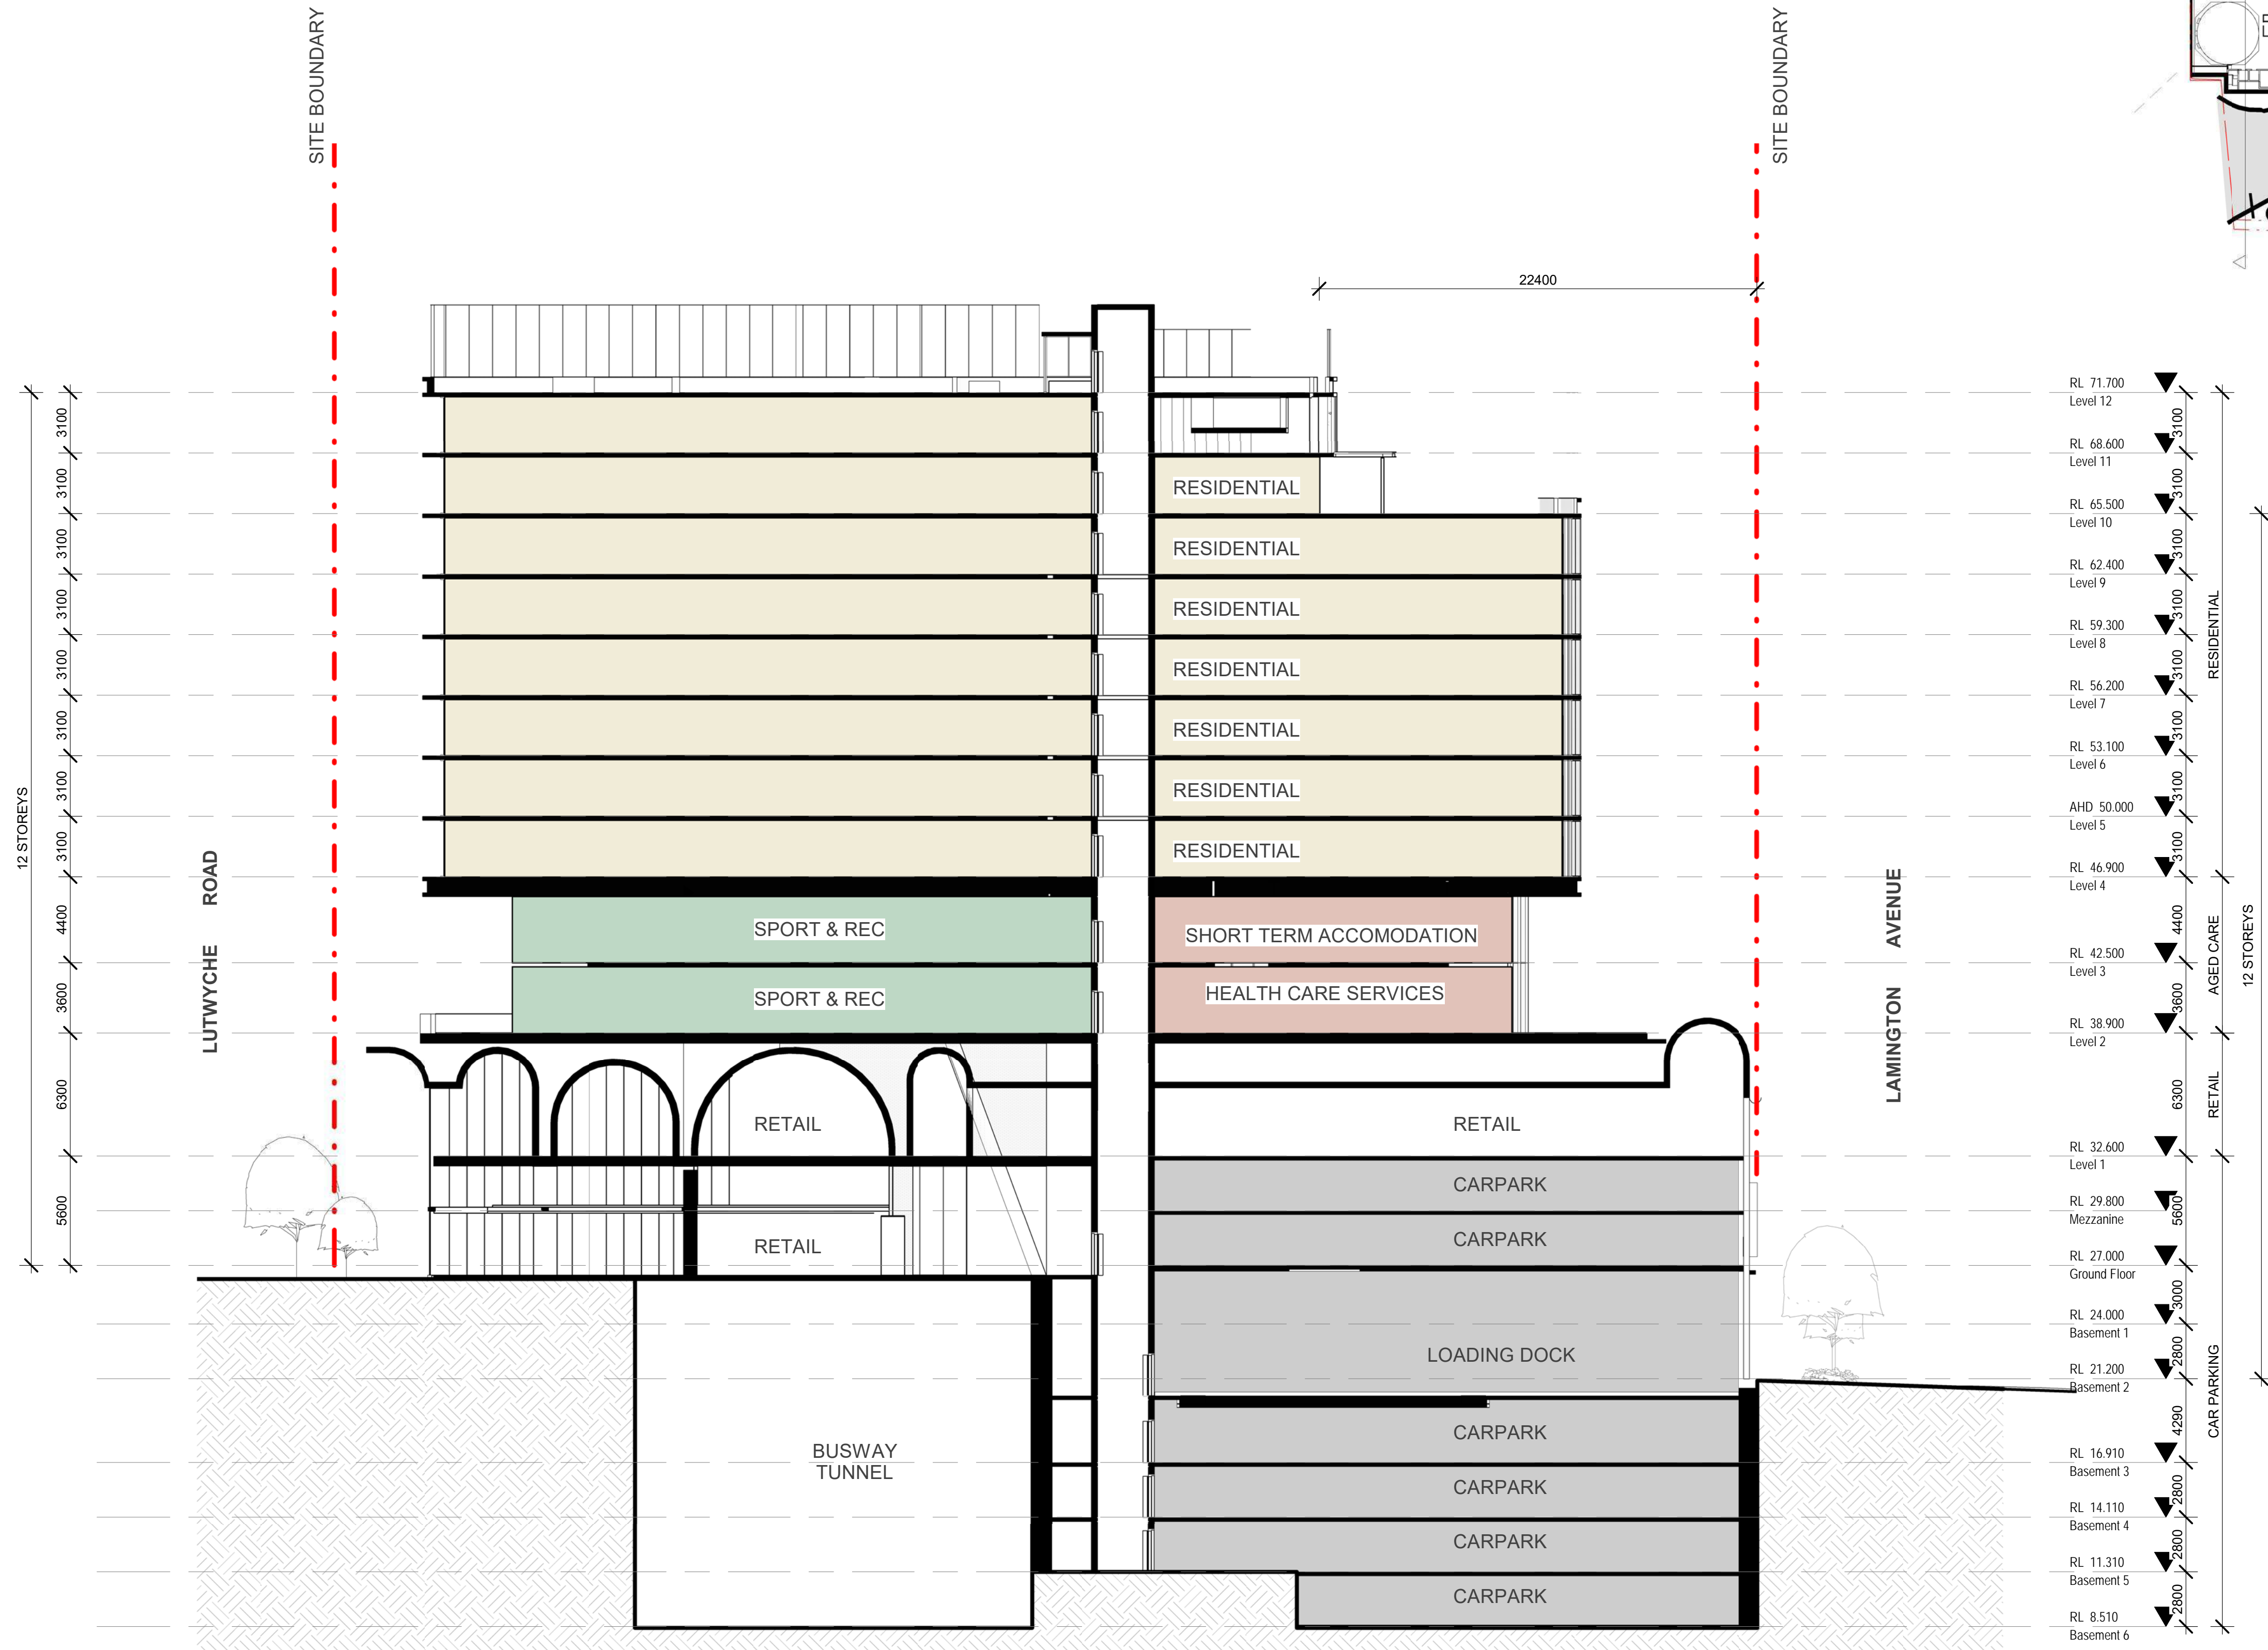 SITE BOUNDARY
SITE BOUNDARY
22400
12 STOREYS
3100
3100
3100
3100
3100
3100
3100
3100
4400
3600
6300
5600
LUTWYCHE ROAD
RESIDENTIAL
RESIDENTIAL
RESIDENTIAL
RESIDENTIAL
RESIDENTIAL
RESIDENTIAL
RESIDENTIAL
SPORT & REC
SHORT TERM ACCOMODATION
SPORT & REC
HEALTH CARE SERVICES
RETAIL
RETAIL
CARPARK
CARPARK
RETAIL
LOADING DOCK
CARPARK
BUSWAY
TUNNEL
CARPARK
CARPARK
CARPARK
LAMINGTON AVENUE
RL 71.700
Level 12
3100
RL 68.600
Level 11
3100
RL 65.500
Level 10
3100
RL 62.400
Level 9
3100
RL 59.300
Level 8
3100
RL 56.200
Level 7
3100
RL 53.100
Level 6
3100
AHD 50.000
Level 5
3100
RL 46.900
Level 4
4400
RL 42.500
Level 3
3600
RL 38.900
Level 2
6300
RL 32.600
Level 1
RL 29.800
Mezzanine
5600
RL 27.000
Ground Floor
3000
RL 24.000
Basement 1
2800
RL 21.200
Basement 2
4290
RL 16.910
Basement 3
2800
RL 14.110
Basement 4
2800
RL 11.310
Basement 5
2800
RL 8.510
Basement 6
RESIDENTIAL
AGED CARE
RETAIL
CAR PARKING
12 STOREYS